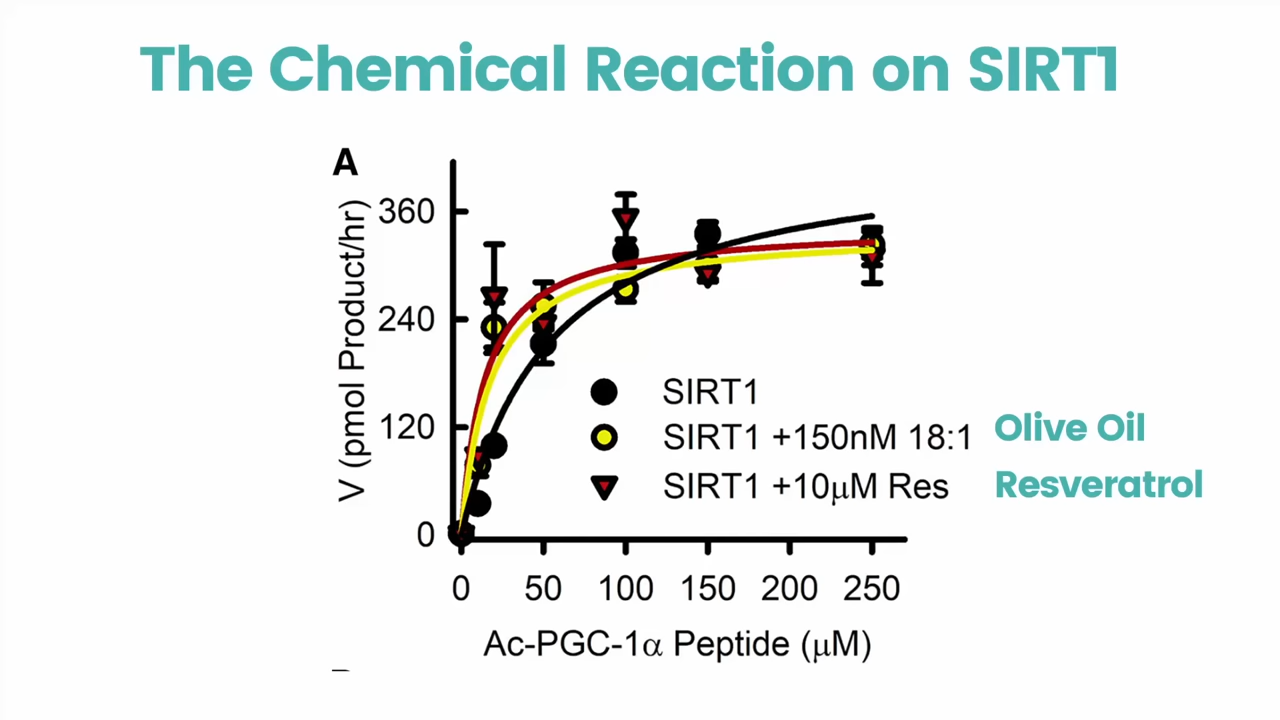 The Chemical Reaction on SIRT1
A
V (pmol Product/hr)
360
240
120
0
SIRT1
SIRT1 +150nM 18:1 Olive Oil
SIRT1 +10μM Res Resveratrol
0 50 100 150 200 250
Ac-PGC-1α Peptide (μM)